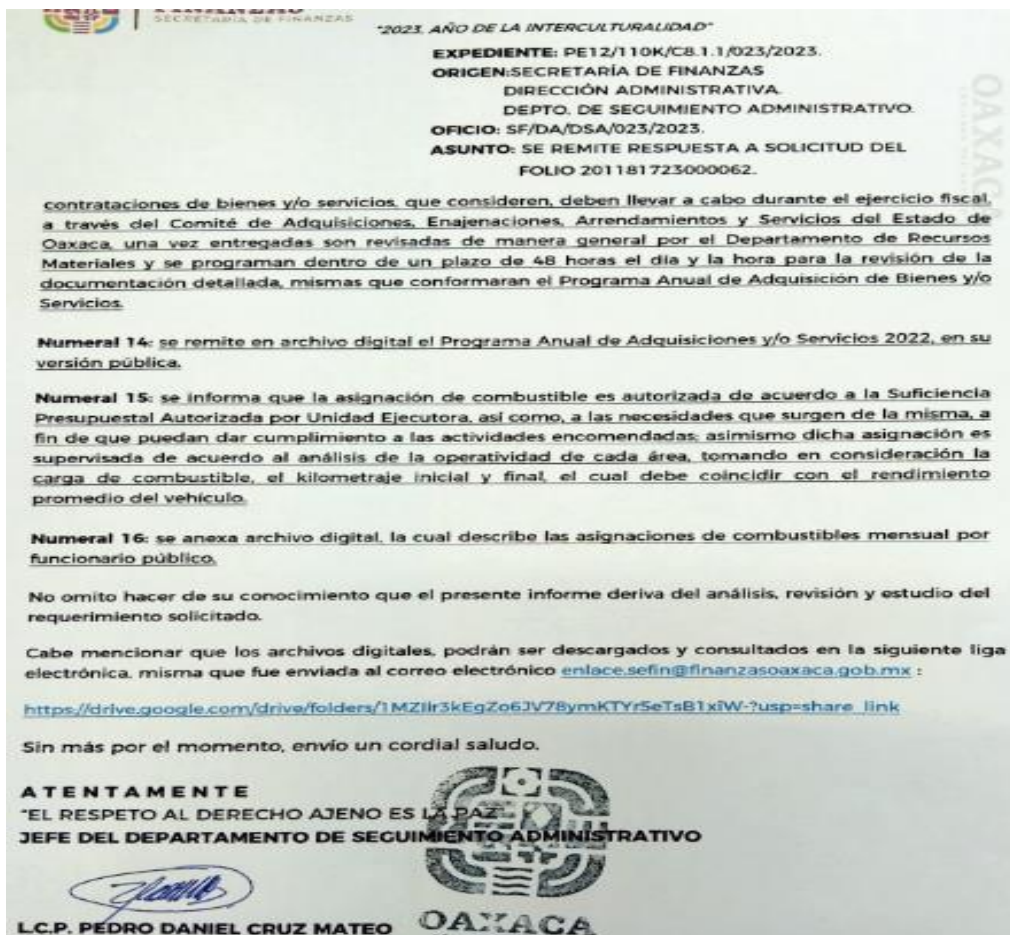 SECRETARÍA DE FINANZAS
"2023, AÑO DE LA INTERCULTURALIDAD"
EXPEDIENTE: PE12/110K/C8.1.1/023/2023.
ORIGEN:SECRETARÍA DE FINANZAS
DIRECCIÓN ADMINISTRATIVA.
DEPTO. DE SEGUIMIENTO ADMINISTRATIVO.
OFICIO: SF/DA/DSA/023/2023.
ASUNTO: SE REMITE RESPUESTA A SOLICITUD DEL
FOLIO 201181723000062.
OAXACA
contrataciones de bienes y/o servicios, que consideren, deben llevar a cabo durante el ejercicio fiscal,
a través del Comité de Adquisiciones, Enajenaciones, Arrendamientos y Servicios del Estado de
Oaxaca, una vez entregadas son revisadas de manera general por el Departamento de Recursos
Materiales y se programan dentro de un plazo de 48 horas el día y la hora para la revisión de la
documentación detallada, mismas que conformaran el Programa Anual de Adquisición de Bienes y/o
Servicios.
Numeral 14: se remite en archivo digital el Programa Anual de Adquisiciones y/o Servicios 2022, en su
versión pública.
Numeral 15: se informa que la asignación de combustible es autorizada de acuerdo a la Suficiencia
Presupuestal Autorizada por Unidad Ejecutora, así como, a las necesidades que surgen de la misma, a
fin de que puedan dar cumplimiento a las actividades encomendadas; asimismo dicha asignación es
supervisada de acuerdo al análisis de la operatividad de cada área, tomando en consideración la
carga de combustible, el kilometraje inicial y final, el cual debe coincidir con el rendimiento
promedio del vehículo.
Numeral 16: se anexa archivo digital, la cual describe las asignaciones de combustibles mensual por
funcionario público.
No omito hacer de su conocimiento que el presente informe deriva del análisis, revisión y estudio del
requerimiento solicitado.
Cabe mencionar que los archivos digitales, podrán ser descargados y consultados en la siguiente liga
electrónica, misma que fue enviada al correo electrónico enlace.sefin@finanzasoaxaca.gob.mx :
https://drive.google.com/drive/folders/1MZIlr3kEgZo6JV78ymKTYr5eTsB1xiW-?usp=share_link
Sin más por el momento, envío un cordial saludo.
ATENTAMENTE
"EL RESPETO AL DERECHO AJENO ES LA PAZ"
JEFE DEL DEPARTAMENTO DE SEGUIMIENTO ADMINISTRATIVO
L.C.P. PEDRO DANIEL CRUZ MATEO
OAXACA